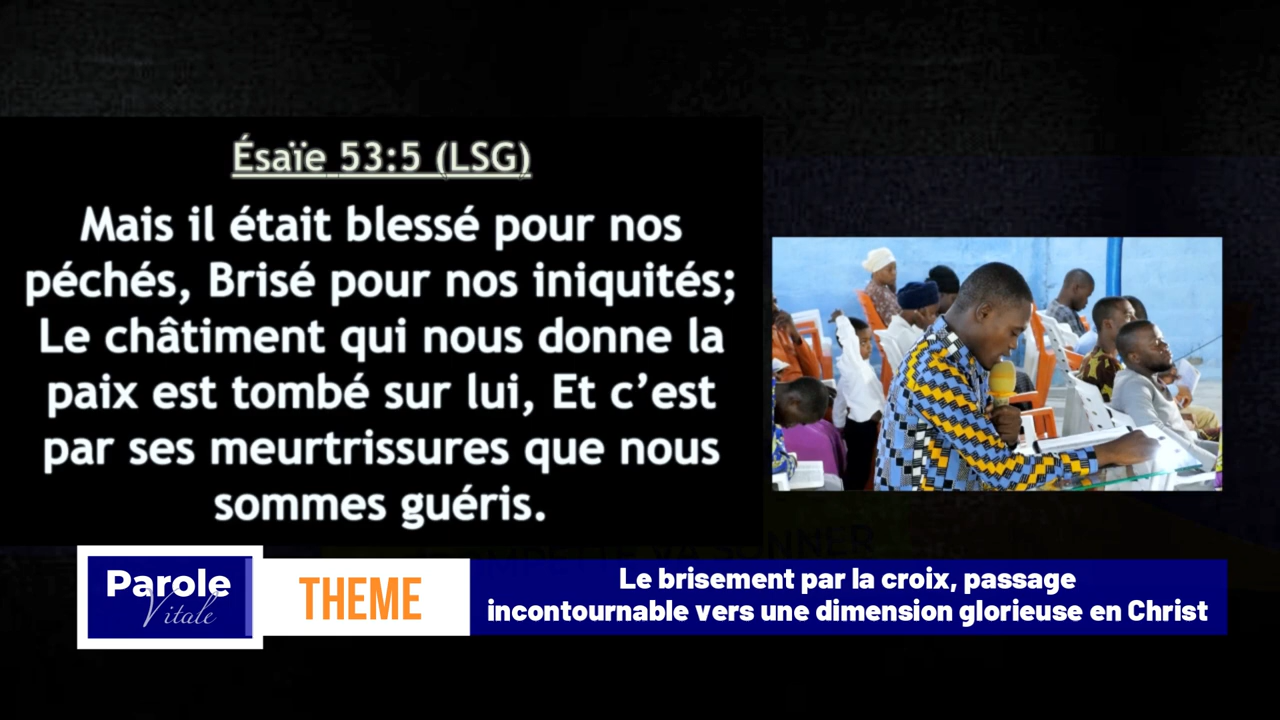 Ésaïe 53:5 (LSG)
Mais il était blessé pour nos
péchés, Brisé pour nos iniquités;
Le châtiment qui nous donne la
paix est tombé sur lui, Et c’est
par ses meurtrissures que nous
sommes guéris.
Parole
Vitale
THEME
Le brisement par la croix, passage
incontournable vers une dimension glorieuse en Christ